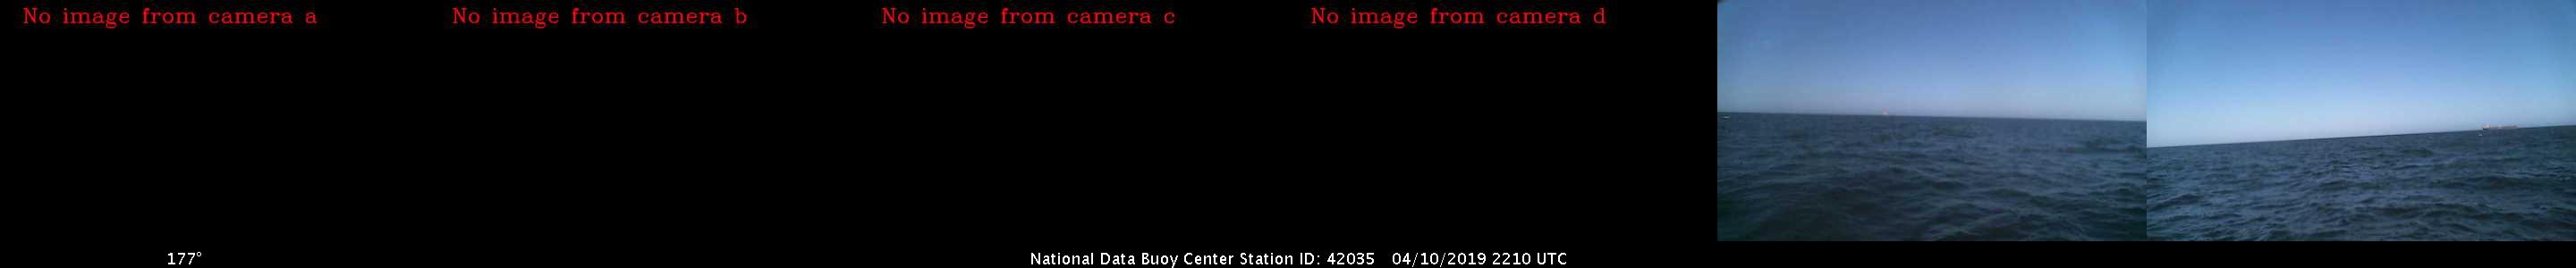 No image from camera a
No image from camera b
No image from camera c
No image from camera d
177°
National Data Buoy Center Station ID: 42035 04/10/2019 2210 UTC